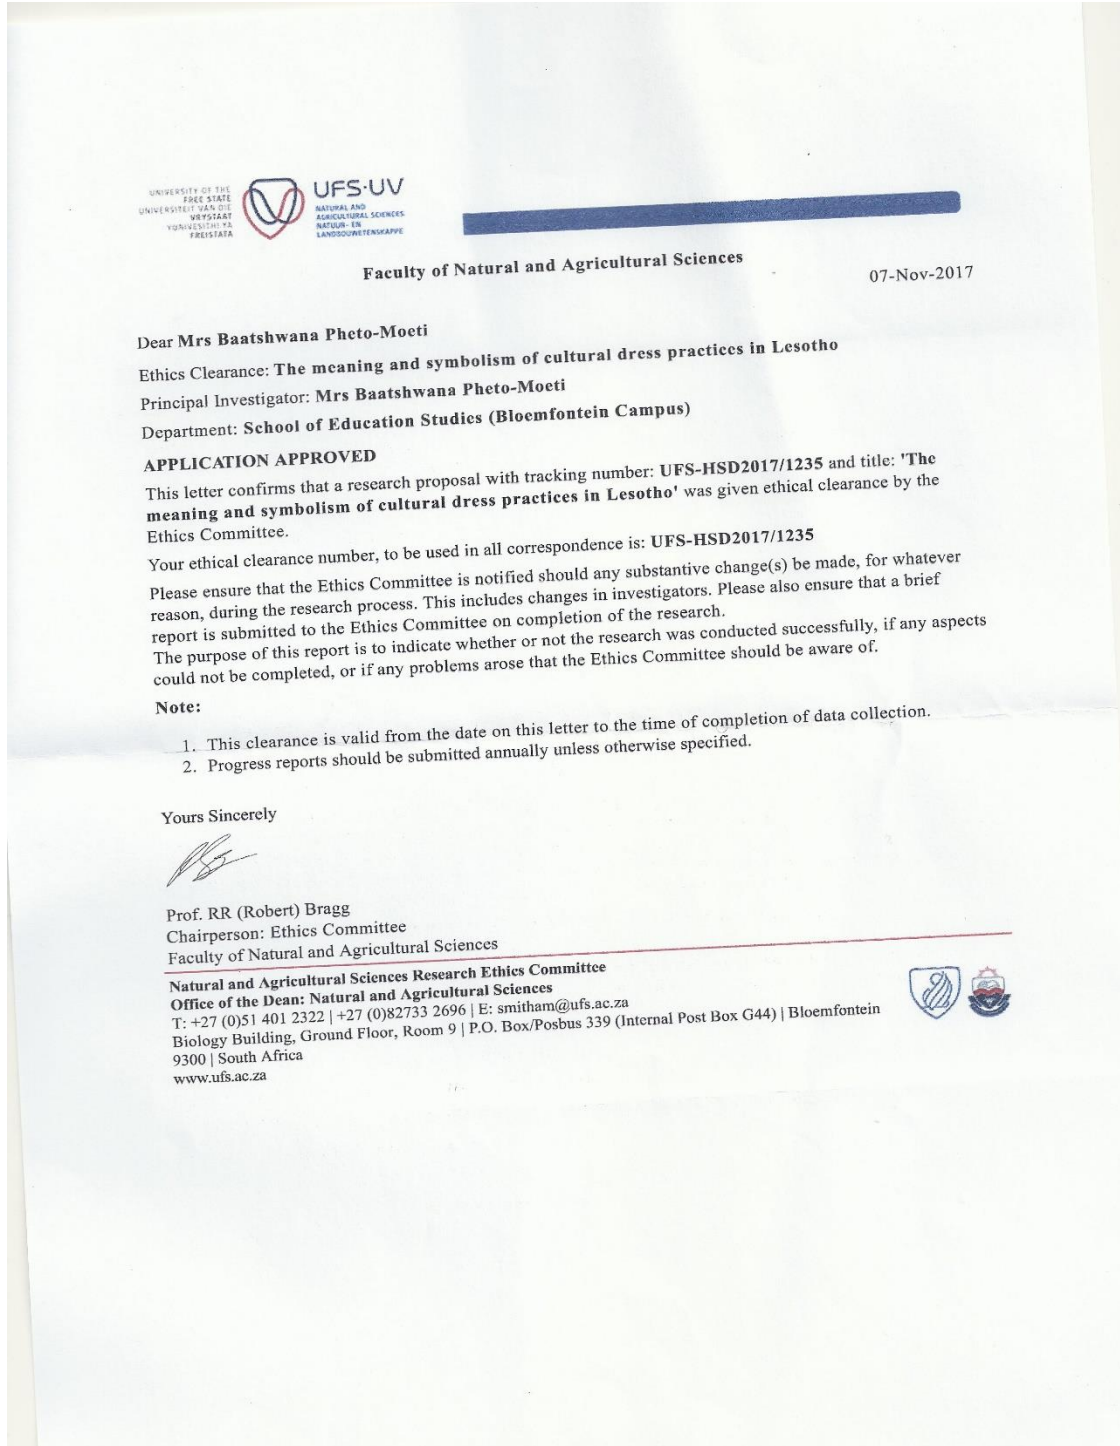 UNIVERSITY OF THE
FREE STATE
UNIVERSITEIT VAN DIE
VRYSTAAT
YUNIVESITHI YA
FREISTATA
UFS·UV
NATURAL AND
AGRICULTURAL SCIENCES
NATUUR- EN
LANDBOUWETENSKAPPE
Faculty of Natural and Agricultural Sciences
07-Nov-2017
Dear Mrs Baatshwana Pheto-Moeti
Ethics Clearance: The meaning and symbolism of cultural dress practices in Lesotho
Principal Investigator: Mrs Baatshwana Pheto-Moeti
Department: School of Education Studies (Bloemfontein Campus)
APPLICATION APPROVED
This letter confirms that a research proposal with tracking number: UFS-HSD2017/1235 and title: 'The
meaning and symbolism of cultural dress practices in Lesotho' was given ethical clearance by the
Ethics Committee.
Your ethical clearance number, to be used in all correspondence is: UFS-HSD2017/1235
Please ensure that the Ethics Committee is notified should any substantive change(s) be made, for whatever
reason, during the research process. This includes changes in investigators. Please also ensure that a brief
report is submitted to the Ethics Committee on completion of the research.
The purpose of this report is to indicate whether or not the research was conducted successfully, if any aspects
could not be completed, or if any problems arose that the Ethics Committee should be aware of.
Note:
1. This clearance is valid from the date on this letter to the time of completion of data collection.
2. Progress reports should be submitted annually unless otherwise specified.
Yours Sincerely
Prof. RR (Robert) Bragg
Chairperson: Ethics Committee
Faculty of Natural and Agricultural Sciences
Natural and Agricultural Sciences Research Ethics Committee
Office of the Dean: Natural and Agricultural Sciences
T: +27 (0)51 401 2322 | +27 (0)82733 2696 | E: smitham@ufs.ac.za
Biology Building, Ground Floor, Room 9 | P.O. Box/Posbus 339 (Internal Post Box G44) | Bloemfontein
9300 | South Africa
www.ufs.ac.za